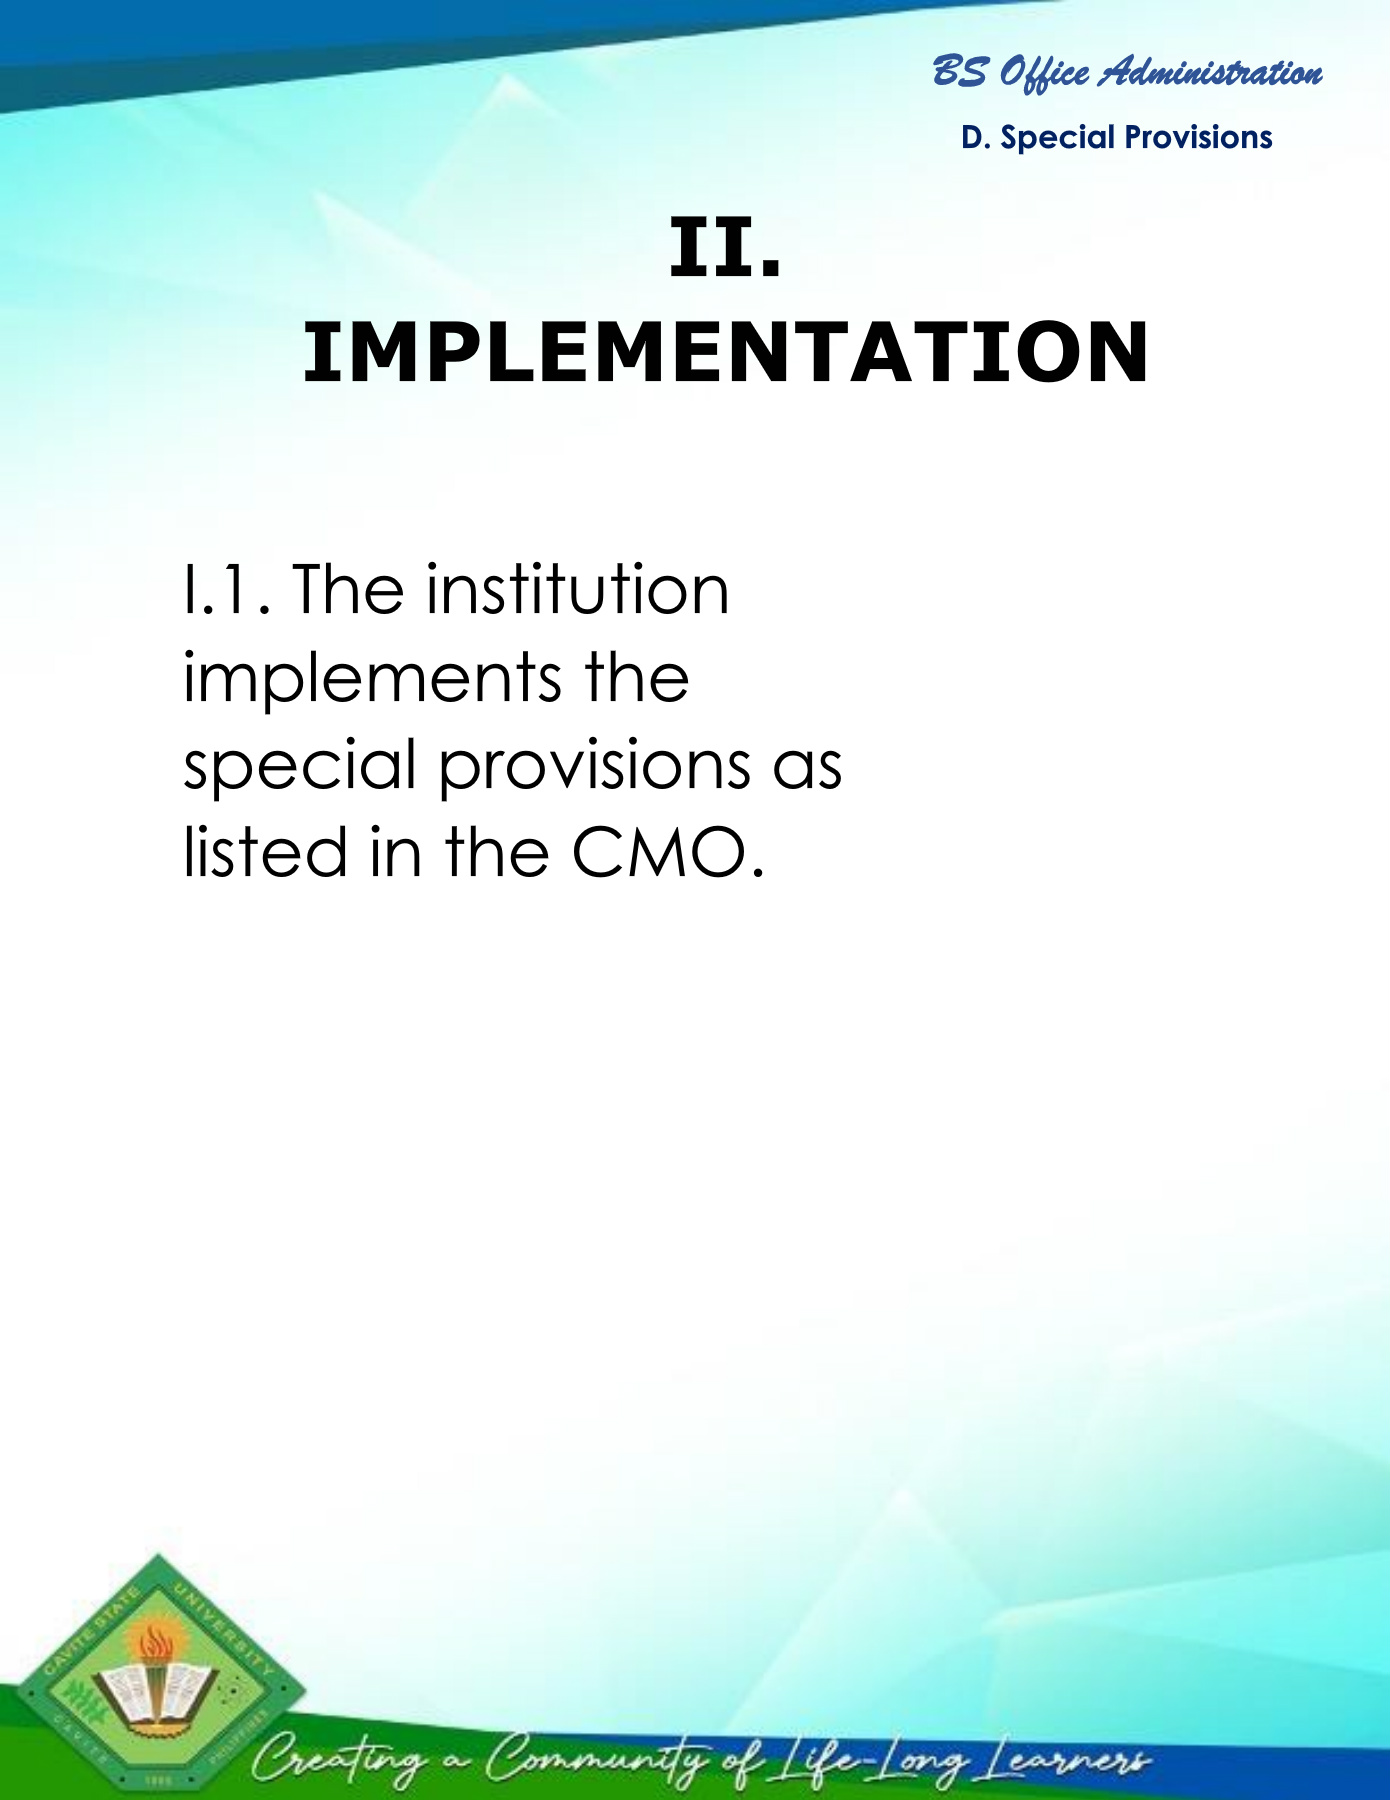 BS Office Administration
D. Special Provisions
II.
IMPLEMENTATION
I.1. The institution
implements the
special provisions as
listed in the CMO.
CAVITE STATE UNIVERSITY
CAVITE
PHILIPPINES
1906
Creating a Community of Life-Long Learners